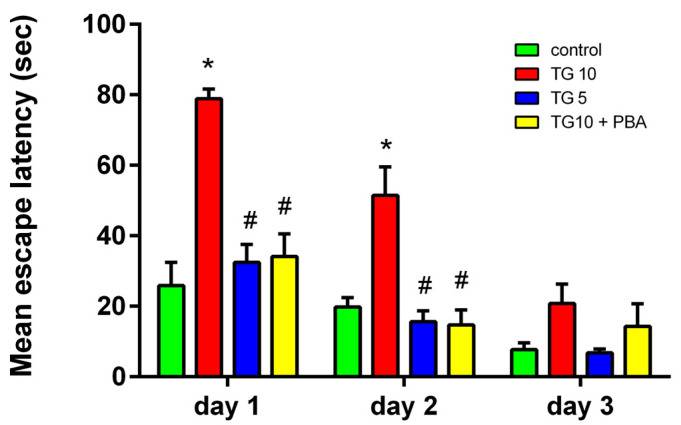 Mean escape latency (sec)
100
80
60
40
20
0
*
#
#
*
#
#
control
TG 10
TG 5
TG10 + PBA
day 1
day 2
day 3